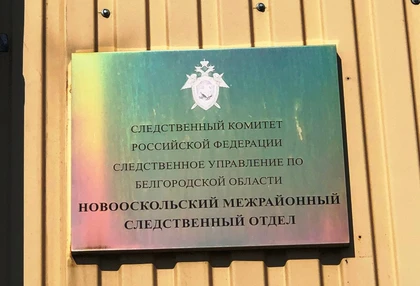 СЛЕДСТВЕННЫЙ КОМИТЕТ
РОССИЙСКОЙ ФЕДЕРАЦИИ
СЛЕДСТВЕННОЕ УПРАВЛЕНИЕ ПО
БЕЛГОРОДСКОЙ ОБЛАСТИ
НОВООСКОЛЬСКИЙ МЕЖРАЙОННЫЙ
СЛЕДСТВЕННЫЙ ОТДЕЛ